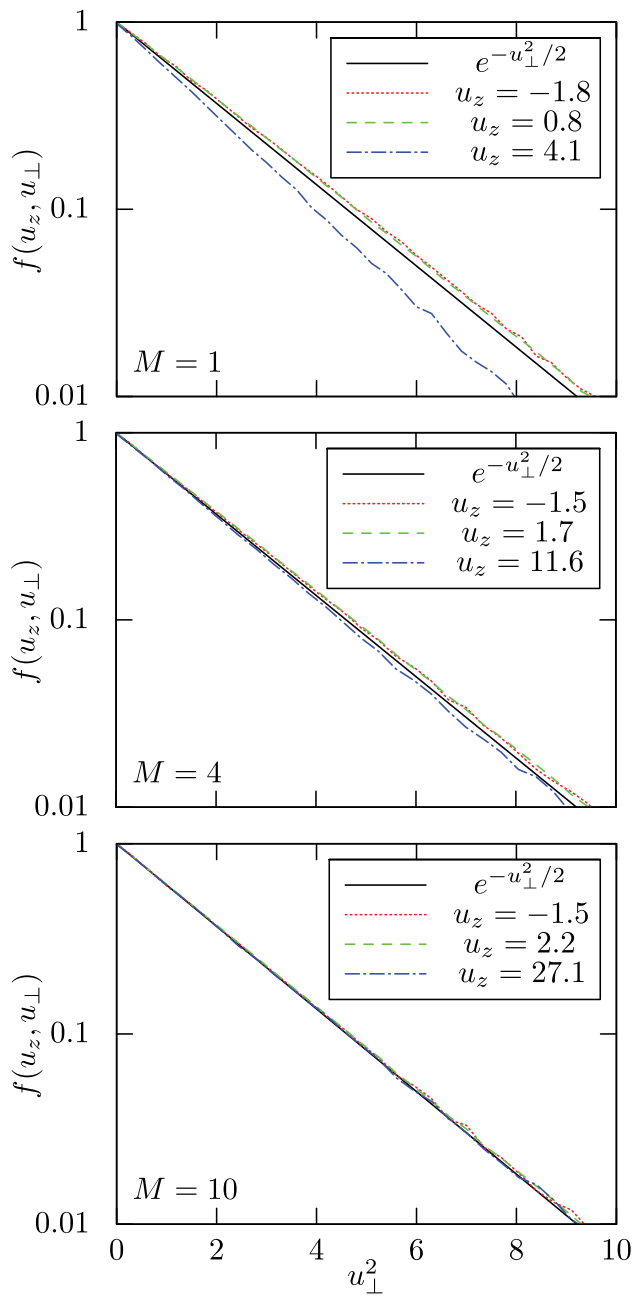 1
0.1
0.01
f(u_z, u_⊥)
e^{−u_⊥^2/2}
u_z = −1.8
u_z = 0.8
u_z = 4.1
M = 1
1
0.1
0.01
f(u_z, u_⊥)
e^{−u_⊥^2/2}
u_z = −1.5
u_z = 1.7
u_z = 11.6
M = 4
1
0.1
0.01
f(u_z, u_⊥)
e^{−u_⊥^2/2}
u_z = −1.5
u_z = 2.2
u_z = 27.1
M = 10
0 2 4 6 8 10
u_⊥^2